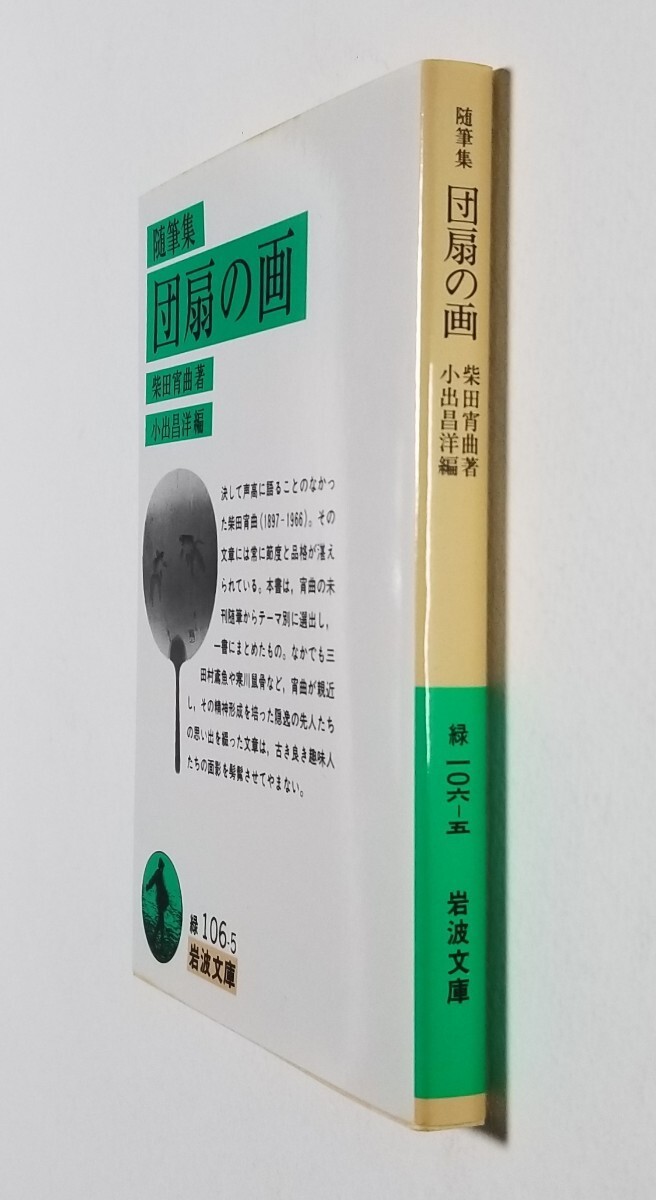 随筆集
団扇の画
柴田宵曲著
小出昌洋編
決して声高に語ることのなかっ
た柴田宵曲(1897-1966)。その
文章には常に節度と品格が湛え
られている。本書は，宵曲の未
刊随筆からテーマ別に選出し，
一書にまとめたもの。なかでも三
田村鳶魚や寒川鼠骨など，宵曲が親近
し，その精神形成を培った隠逸の先人たち
の思い出を綴った文章は，古き良き趣味人
たちの面影を髣髴させてやまない。
緑106-5
岩波文庫
随筆集
団扇の画
柴田宵曲著
小出昌洋編
緑一〇六-五
岩波文庫